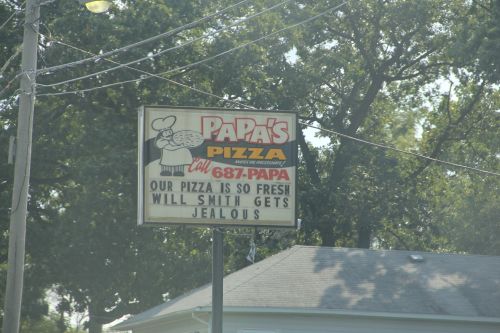 PAPA'S
PIZZA
Call 687-PAPA
OUR PIZZA IS SO FRESH
WILL SMITH GETS
JEALOUS